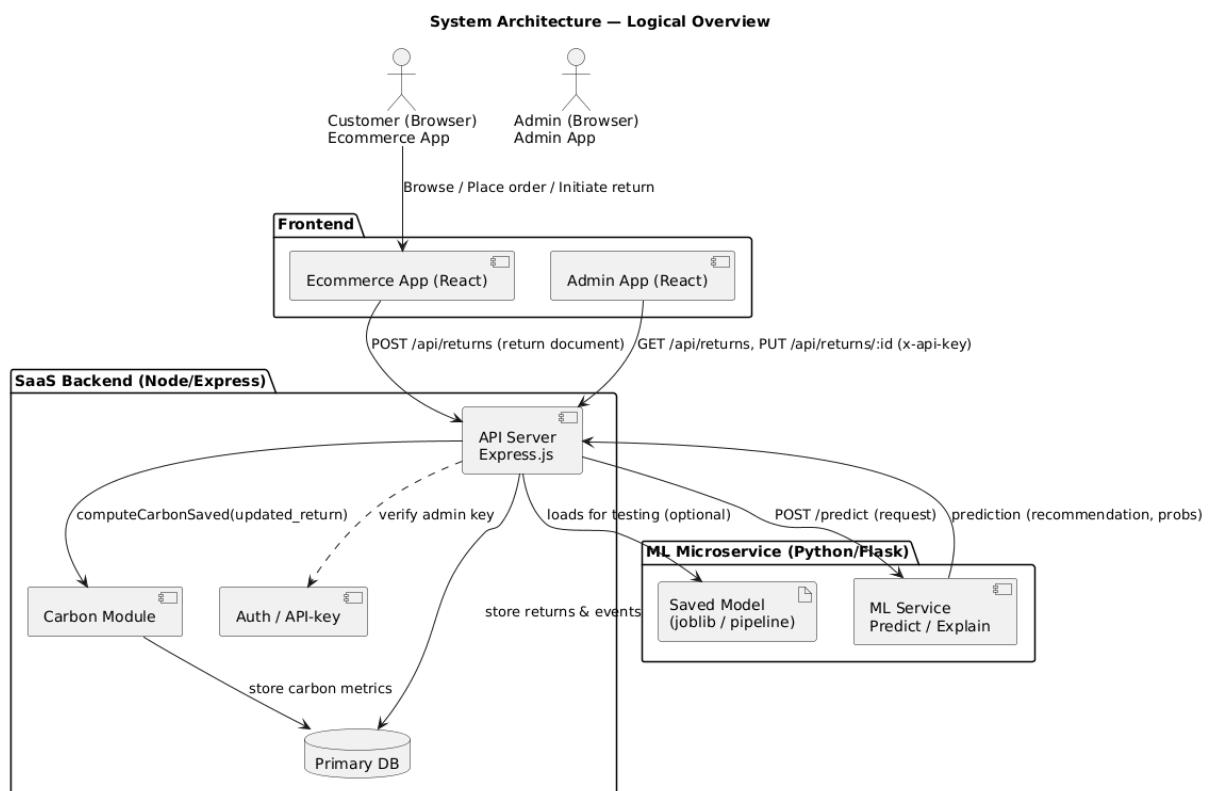 System Architecture — Logical Overview
Customer (Browser)
Ecommerce App
Admin (Browser)
Admin App
Browse / Place order / Initiate return
Frontend
Ecommerce App (React)
Admin App (React)
POST /api/returns (return document)
GET /api/returns, PUT /api/returns/:id (x-api-key)
SaaS Backend (Node/Express)
API Server
Express.js
computeCarbonSaved(updated_return)
verify admin key
loads for testing (optional)
POST /predict (request)
prediction (recommendation, probs)
ML Microservice (Python/Flask)
Carbon Module
Auth / API-key
store returns & events
Saved Model
(joblib / pipeline)
ML Service
Predict / Explain
store carbon metrics
Primary DB